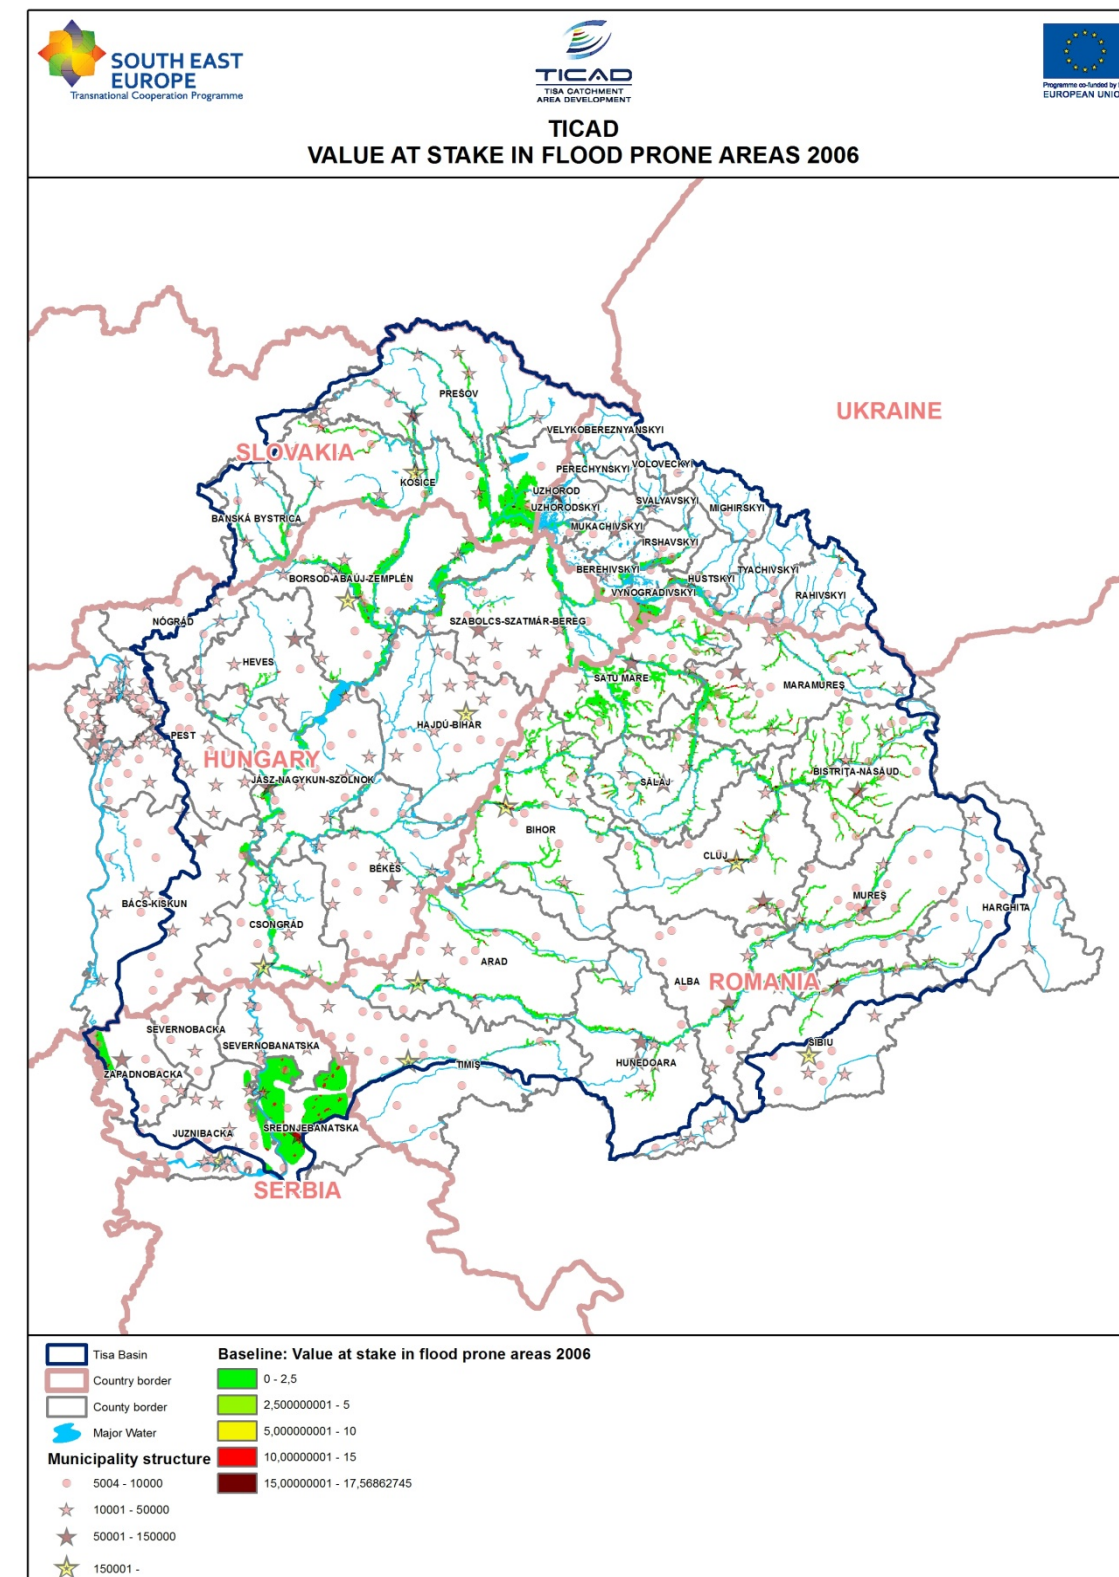 SOUTH EAST
EUROPE
Transnational Cooperation Programme
TICAD
TISA CATCHMENT
AREA DEVELOPMENT
Programme co-funded by
EUROPEAN UNIO
TICAD
VALUE AT STAKE IN FLOOD PRONE AREAS 2006
UKRAINE
PREŠOV
VELYKOBEREZNYANSKYI
SLOVAKIA
PERECHYNSKYI
VOLOVECKYI
KOŠICE
UZHOROD
SVALYAVSKYI
UZHORODSKYI
MIGHIRSKYI
BANSKÁ BYSTRICA
MUKACHIVSKYI
IRSHAVSKYI
BEREHIVSKYI
TYACHIVSKYI
BORSOD-ABAÚJ-ZEMPLÉN
HUSTSKYI
VYNOGRADIVSKYI
RAHIVSKYI
NÓGRÁD
SZABOLCS-SZATMÁR-BEREG
HEVES
SATU MARE
MARAMUREŞ
HAJDÚ-BIHAR
PEST
HUNGARY
JÁSZ-NAGYKUN-SZOLNOK
BISTRIŢA-NĂSĂUD
SĂLAJ
BIHOR
CLUJ
BÉKÉS
MUREŞ
BÁCS-KISKUN
HARGHITA
CSONGRÁD
ARAD
ALBA
ROMANIA
SEVERNOBACKA
SEVERNOBANATSKA
SIBIU
ZAPADNOBACKA
TIMIŞ
HUNEDOARA
JUZNIBACKA
SREDNJEBANATSKA
SERBIA
Tisa Basin
Country border
County border
Major Water
Municipality structure
5004 - 10000
10001 - 50000
50001 - 150000
150001 -
Baseline: Value at stake in flood prone areas 2006
0 - 2,5
2,500000001 - 5
5,000000001 - 10
10,00000001 - 15
15,00000001 - 17,56862745